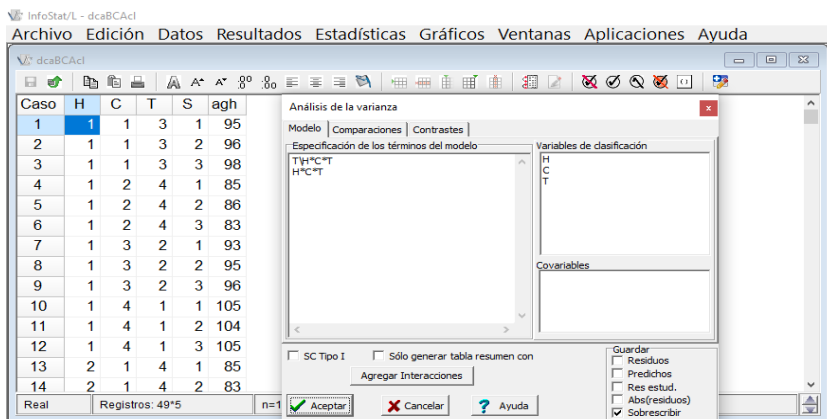 InfoStat/L - dcaBCAcl
Archivo Edición Datos Resultados Estadísticas Gráficos Ventanas Aplicaciones Ayuda
dcaBCAcl
Caso H C T S agh
1 1 1 3 1 95
2 1 1 3 2 96
3 1 1 3 3 98
4 1 2 4 1 85
5 1 2 4 2 86
6 1 2 4 3 83
7 1 3 2 1 93
8 1 3 2 2 95
9 1 3 2 3 96
10 1 4 1 1 105
11 1 4 1 2 104
12 1 4 1 3 105
13 2 1 4 1 85
14 2 1 4 2 83
Real Registros: 49*5 n=1
Análisis de la varianza
Modelo Comparaciones Contrastes
Especificación de los términos del modelo
T\H*C*T
H*C*T
Variables de clasificación
H
C
T
Covariables
SC Tipo I Sólo generar tabla resumen con
Agregar Interacciones
Guardar
Residuos
Predichos
Res estud.
Abs(residuos)
Sobrescribir
Aceptar Cancelar Ayuda